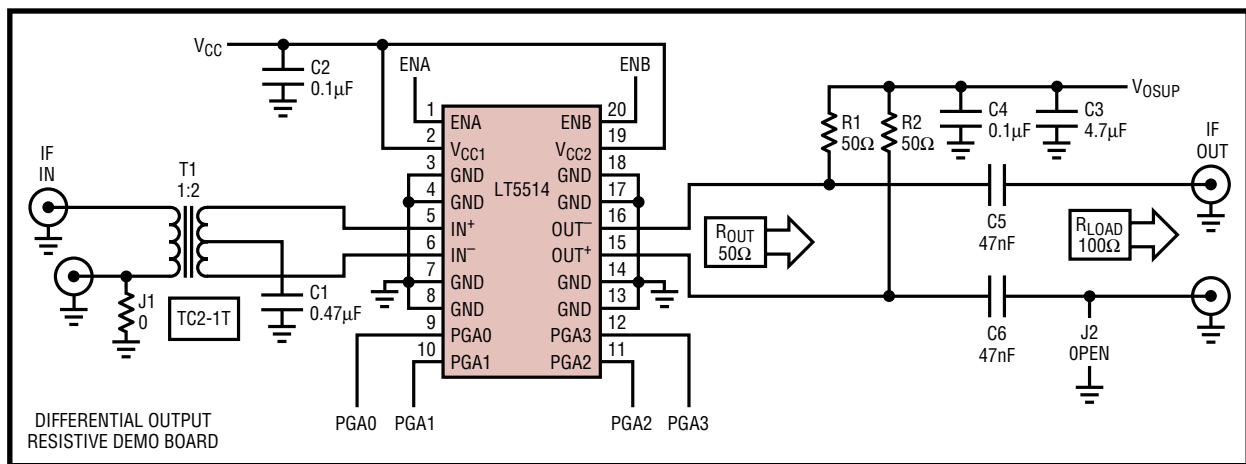 VCC
C2
0.1µF
ENA
ENB
1
ENA
ENB
20
2
VCC1
VCC2
19
3
GND
GND
18
4
GND
GND
17
5
IN+
OUT–
16
6
IN–
OUT+
15
7
GND
GND
14
8
GND
GND
13
9
PGA0
PGA3
12
10
PGA1
PGA2
11
LT5514
IF
IN
T1
1:2
J1
0
TC2-1T
C1
0.47µF
PGA0
PGA1
PGA2
PGA3
R1
50Ω
R2
50Ω
C4
0.1µF
C3
4.7µF
VOSUP
IF
OUT
ROUT
50Ω
C5
47nF
RLOAD
100Ω
C6
47nF
J2
OPEN
DIFFERENTIAL OUTPUT
RESISTIVE DEMO BOARD